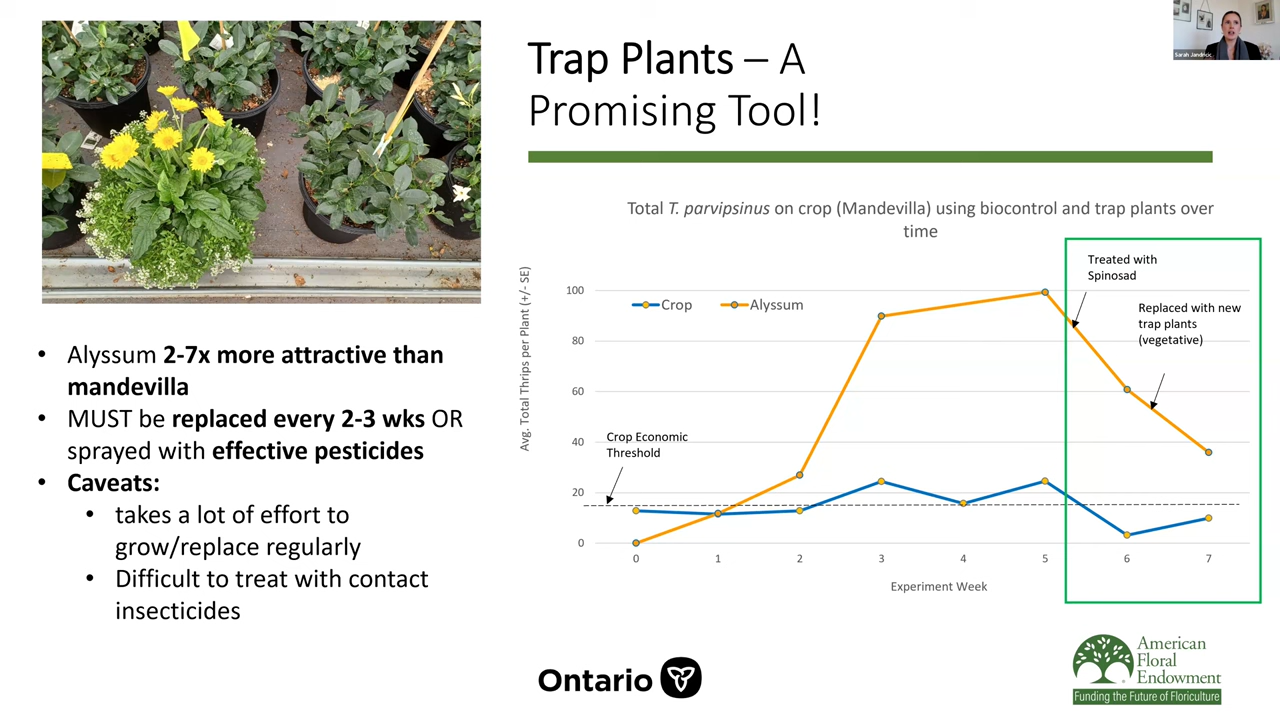 Trap Plants – A
Promising Tool!
Sarah Jandricic
Total T. parvipsinus on crop (Mandevilla) using biocontrol and trap plants over
time
Avg. Total Thrips per Plant (+/- SE)
100
80
60
40
20
0
Crop
Alyssum
Crop Economic
Threshold
Treated with
Spinosad
Replaced with new
trap plants
(vegetative)
0 1 2 3 4 5 6 7
Experiment Week
• Alyssum 2-7x more attractive than
mandevilla
• MUST be replaced every 2-3 wks OR
sprayed with effective pesticides
• Caveats:
• takes a lot of effort to
grow/replace regularly
• Difficult to treat with contact
insecticides
Ontario
American
Floral
Endowment
Funding the Future of Floriculture